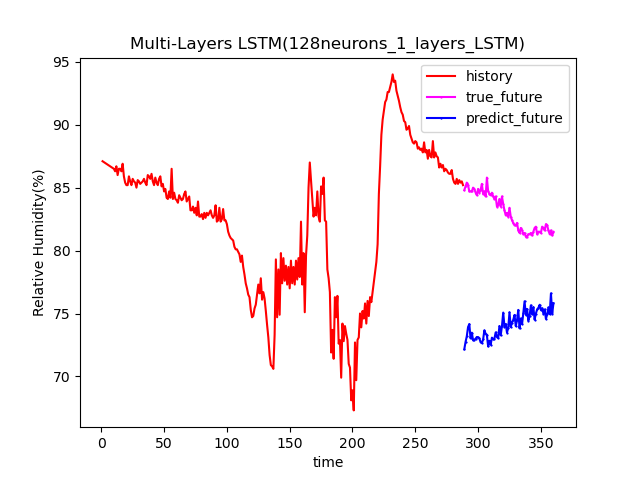 Multi-Layers LSTM(128neurons_1_layers_LSTM)
history
true_future
predict_future
Relative Humidity(%)
95
90
85
80
75
70
0
50
100
150
200
250
300
350
time